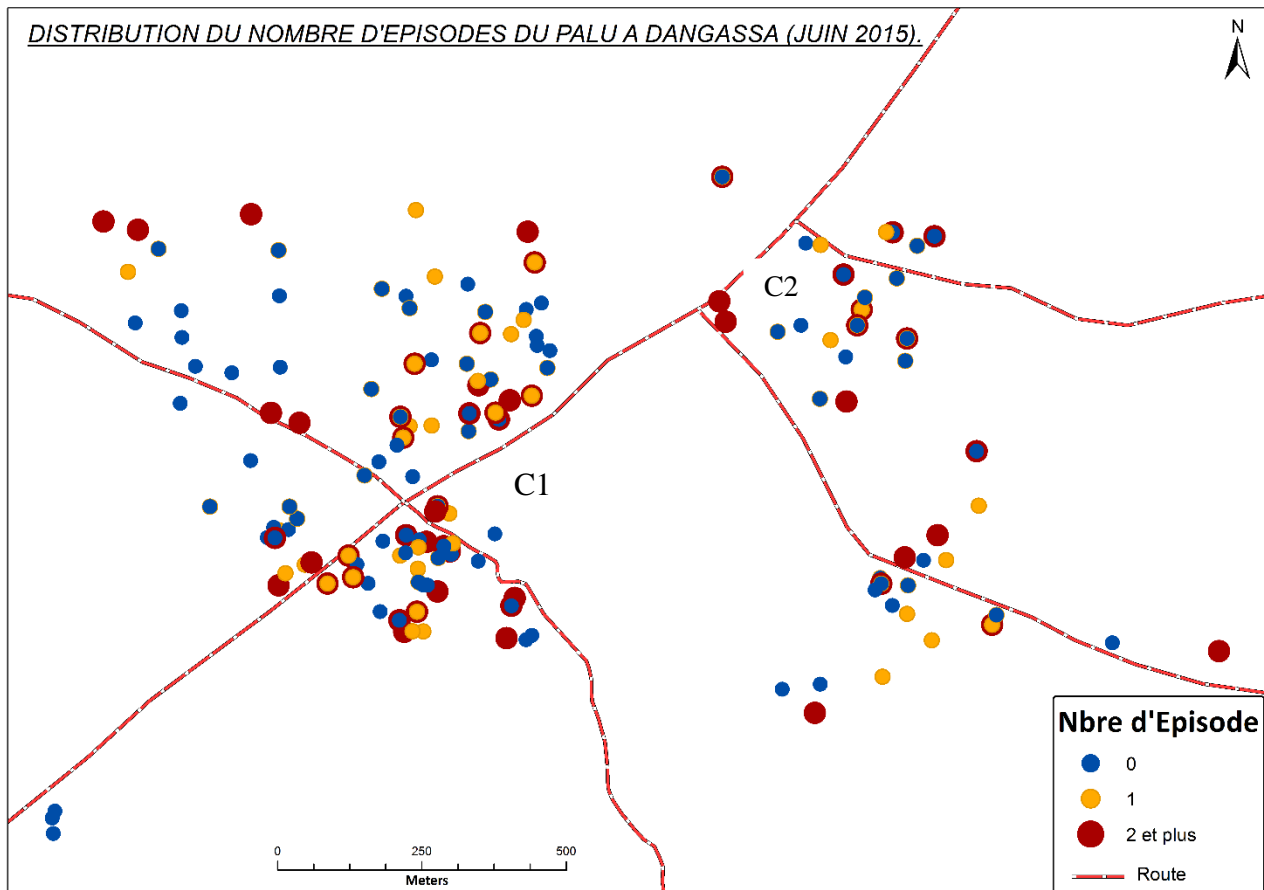 DISTRIBUTION DU NOMBRE D'EPISODES DU PALU A DANGASSA (JUIN 2015).
N
C2
C1
Nbre d'Episode
0
1
2 et plus
Route
0 250 500
Meters